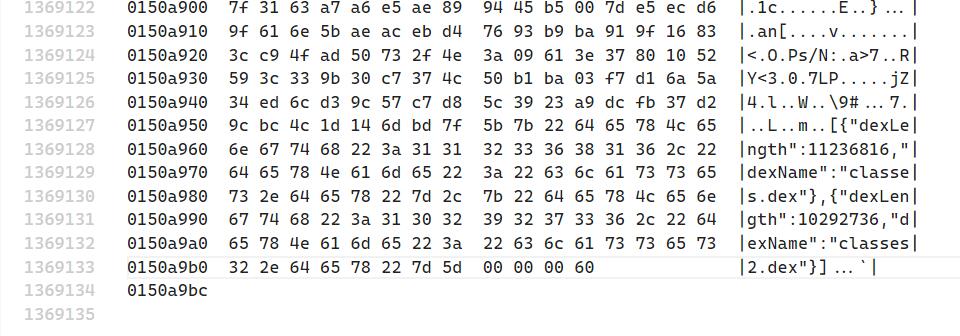 1369122 0150a900 7f 31 63 a7 a6 e5 ae 89 94 45 b5 00 7d e5 ec d6 |.1c......E..}...|
1369123 0150a910 9f 61 6e 5b ae ac eb d4 76 93 b9 ba 91 9f 16 83 |.an[....v.......|
1369124 0150a920 3c c9 4f ad 50 73 2f 4e 3a 09 61 3e 37 80 10 52 |<.O.Ps/N:.a>7..R|
1369125 0150a930 59 3c 33 9b 30 c7 37 4c 50 b1 ba 03 f7 d1 6a 5a |Y<3.0.7LP.....jZ|
1369126 0150a940 34 ed 6c d3 9c 57 c7 d8 5c 39 23 a9 dc fb 37 d2 |4.l..W..\9#...7.|
1369127 0150a950 9c bc 4c 1d 14 6d bd 7f 5b 7b 22 64 65 78 4c 65 |..L..m..[{"dexLe|
1369128 0150a960 6e 67 74 68 22 3a 31 31 32 33 36 38 31 36 2c 22 |ngth":11236816,"|
1369129 0150a970 64 65 78 4e 61 6d 65 22 3a 22 63 6c 61 73 73 65 |dexName":"classe|
1369130 0150a980 73 2e 64 65 78 22 7d 2c 7b 22 64 65 78 4c 65 6e |s.dex"},{"dexLen|
1369131 0150a990 67 74 68 22 3a 31 30 32 39 32 37 33 36 2c 22 64 |gth":10292736,"d|
1369132 0150a9a0 65 78 4e 61 6d 65 22 3a 22 63 6c 61 73 73 65 73 |exName":"classes|
1369133 0150a9b0 32 2e 64 65 78 22 7d 5d 00 00 00 60 |2.dex"}]...`|
1369134 0150a9bc
1369135